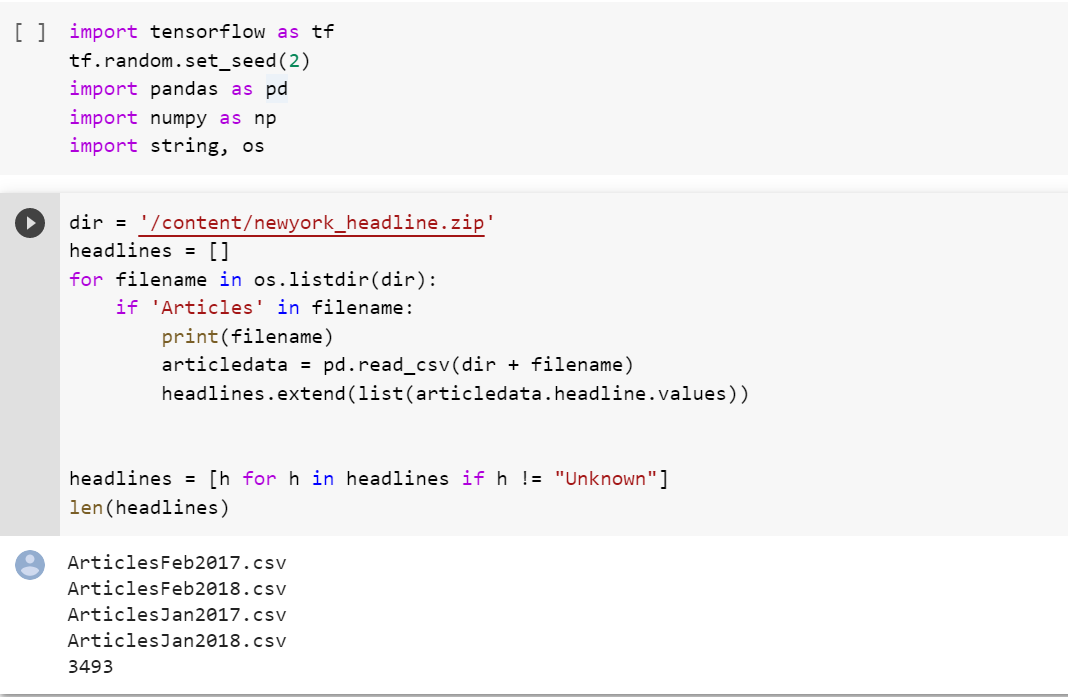 [ ] import tensorflow as tf
tf.random.set_seed(2)
import pandas as pd
import numpy as np
import string, os
dir = '/content/newyork_headline.zip'
headlines = []
for filename in os.listdir(dir):
    if 'Articles' in filename:
        print(filename)
        articledata = pd.read_csv(dir + filename)
        headlines.extend(list(articledata.headline.values))
headlines = [h for h in headlines if h != "Unknown"]
len(headlines)
ArticlesFeb2017.csv
ArticlesFeb2018.csv
ArticlesJan2017.csv
ArticlesJan2018.csv
3493